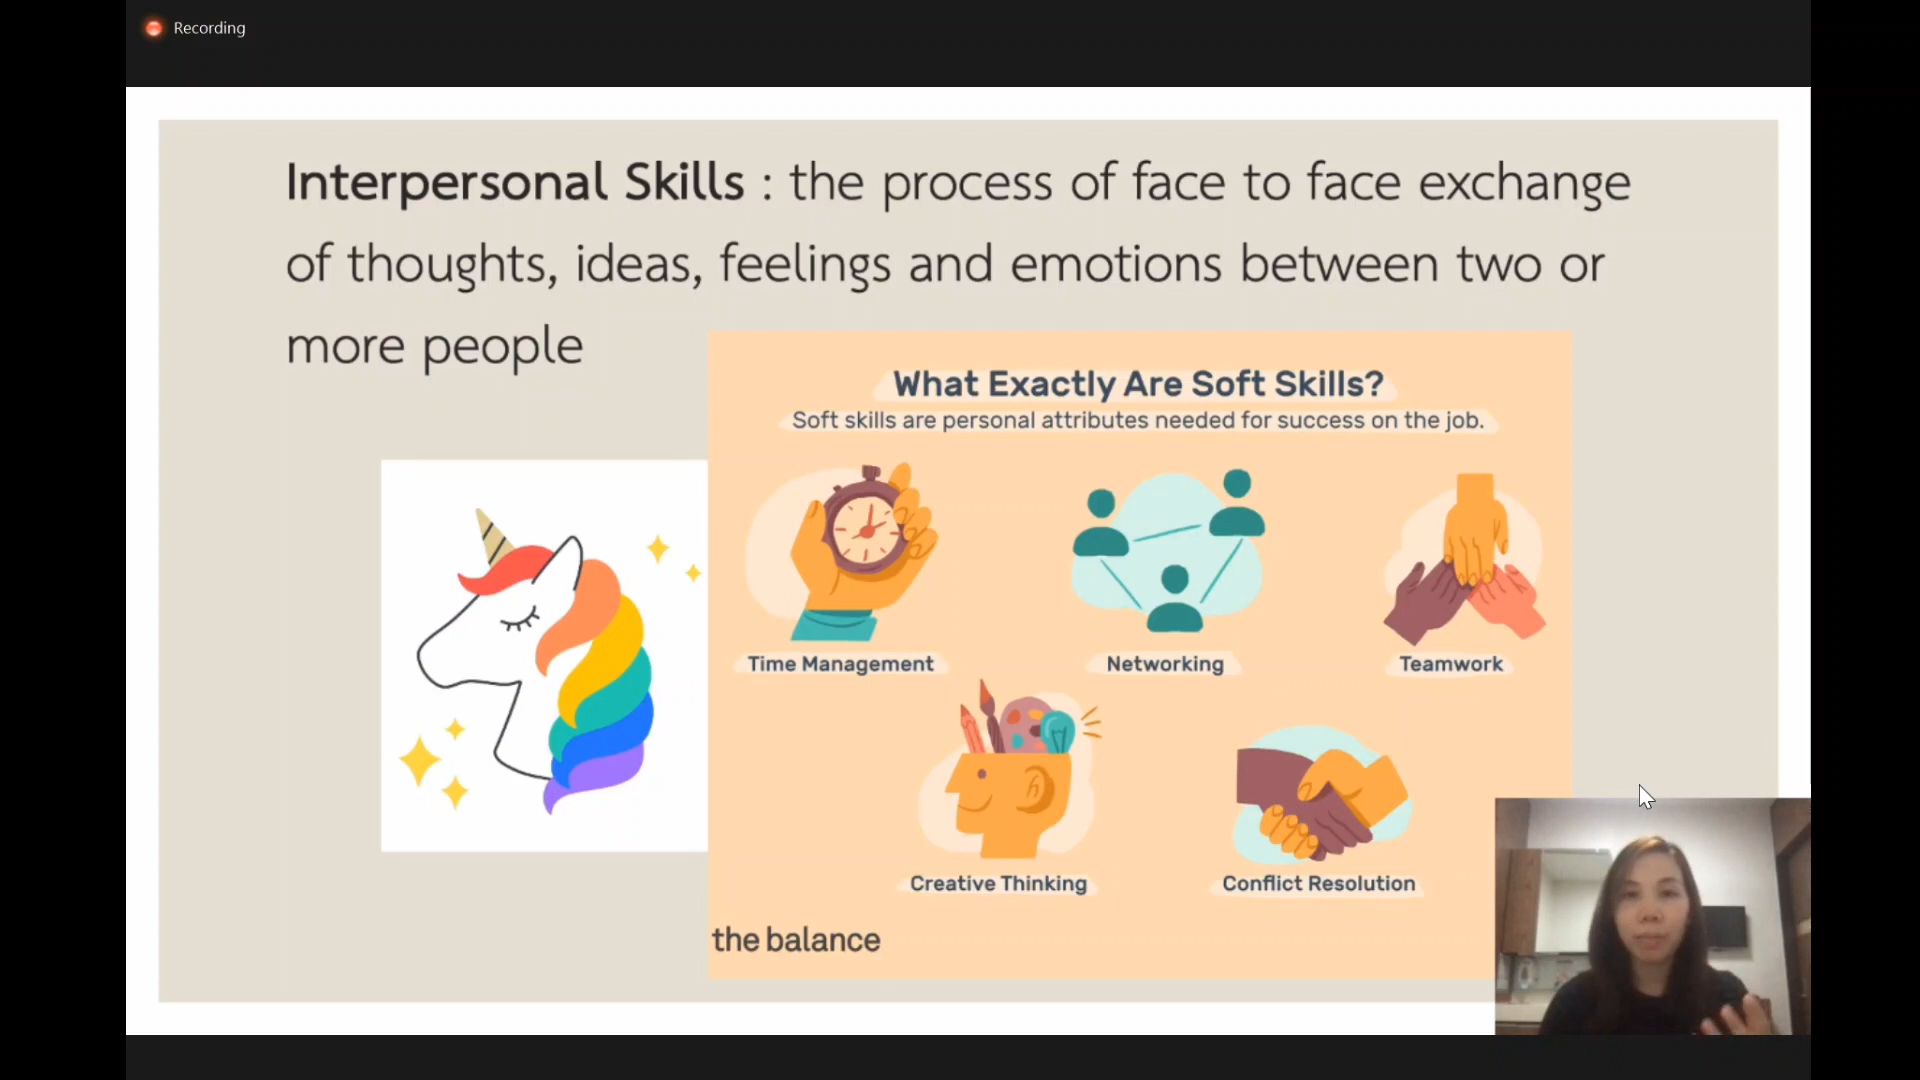 Recording
Interpersonal Skills : the process of face to face exchange
of thoughts, ideas, feelings and emotions between two or
more people
What Exactly Are Soft Skills?
Soft skills are personal attributes needed for success on the job.
Time Management
Networking
Teamwork
Creative Thinking
Conflict Resolution
the balance